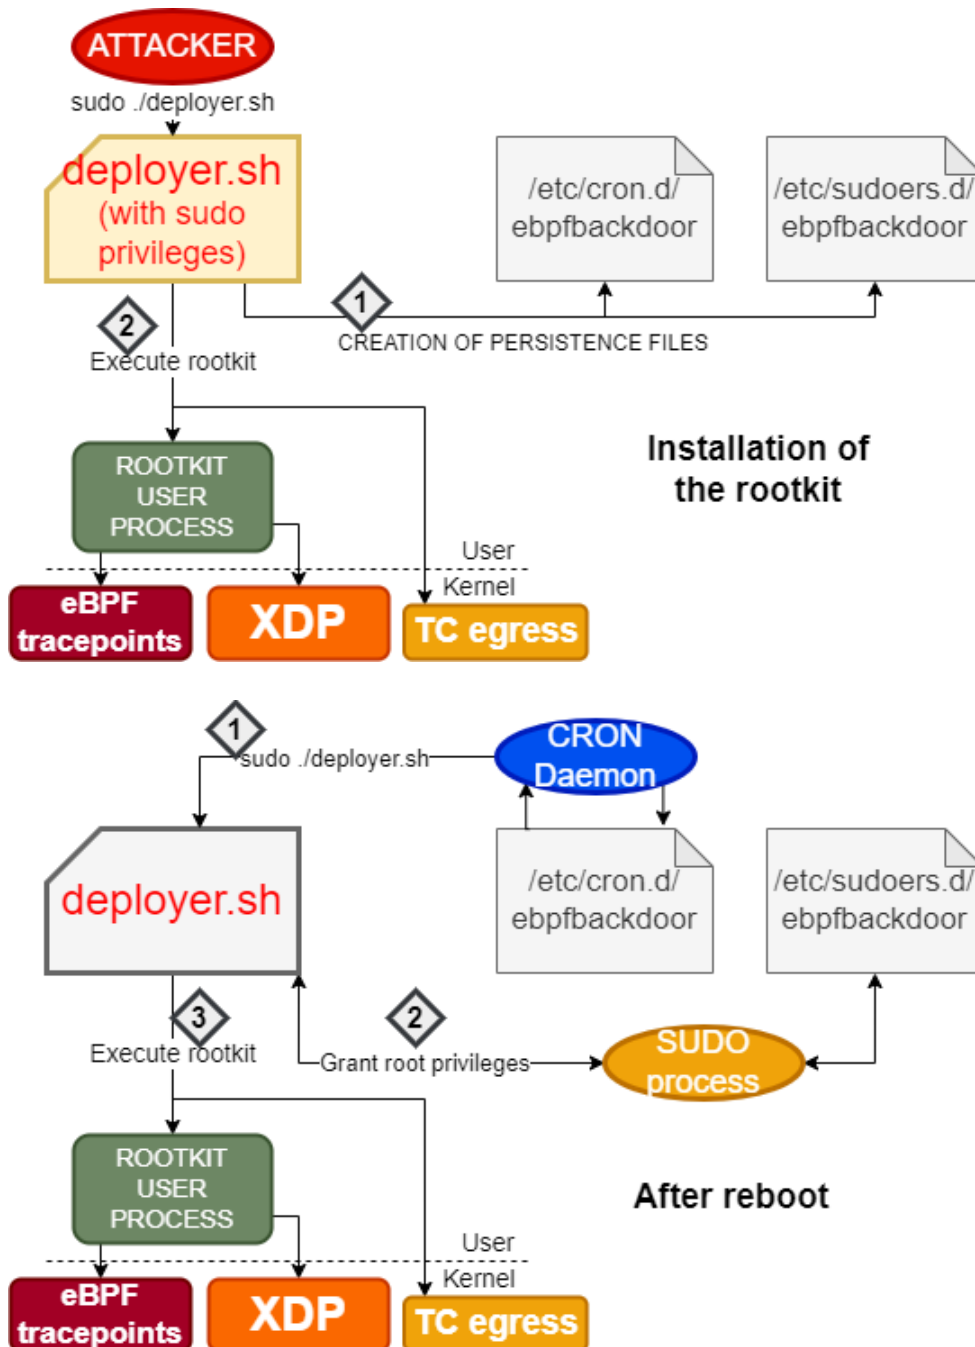 ATTACKER
sudo ./deployer.sh
deployer.sh
(with sudo
privileges)
/etc/cron.d/
ebpfbackdoor
/etc/sudoers.d/
ebpfbackdoor
1
CREATION OF PERSISTENCE FILES
2
Execute rootkit
Installation of
the rootkit
ROOTKIT
USER
PROCESS
User
Kernel
eBPF
tracepoints
XDP
TC egress
1
sudo ./deployer.sh
CRON
Daemon
deployer.sh
/etc/cron.d/
ebpfbackdoor
/etc/sudoers.d/
ebpfbackdoor
3
Execute rootkit
2
Grant root privileges
SUDO
process
After reboot
ROOTKIT
USER
PROCESS
User
Kernel
eBPF
tracepoints
XDP
TC egress